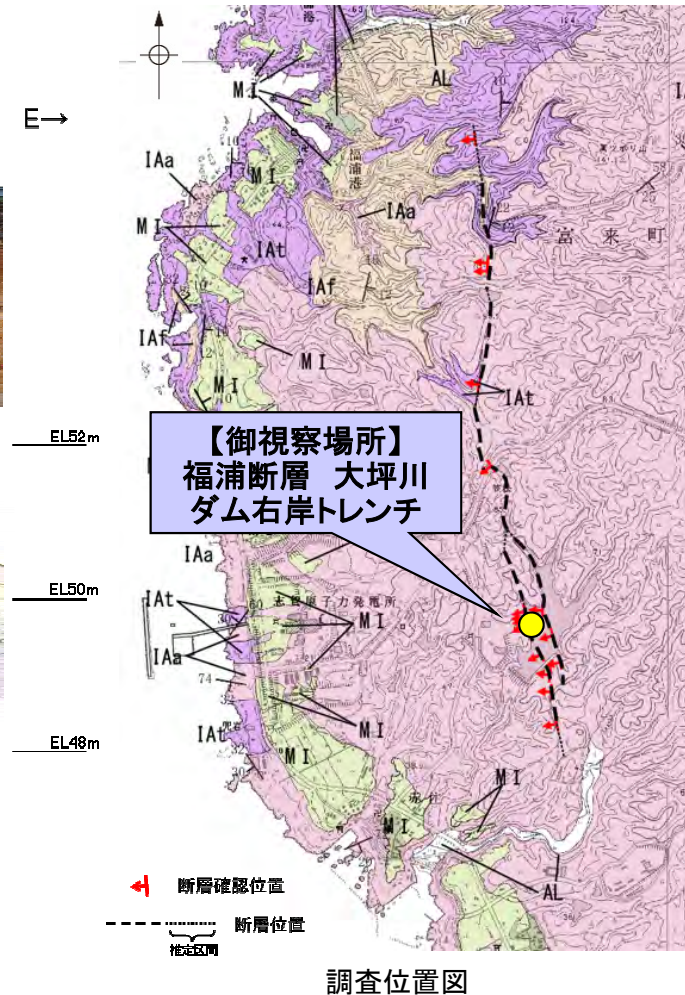 E→
EL52m
EL50m
EL48m
MⅠ
AL
IAa
MⅠ
福浦港
IAa
富来町
MⅠ
IAt
IAf
IAf
MⅠ
MⅠ
IAt
【御視察場所】
福浦断層 大坪川
ダム右岸トレンチ
IAa
IAt
志賀原子力発電所
MⅠ
IAa
74
IAt
MⅠ
32
MⅠ
30
赤住
MⅠ
MⅠ
AL
断層確認位置
断層位置
推定区間
調査位置図